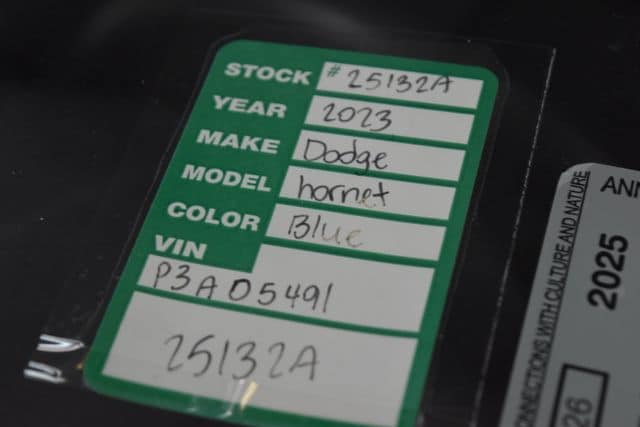 STOCK #25132A
YEAR 2023
MAKE Dodge
MODEL hornet
COLOR Blue
VIN
P3A05491
25132A
CONNECTIONS WITH CULTURE AND NATURE
2025
26